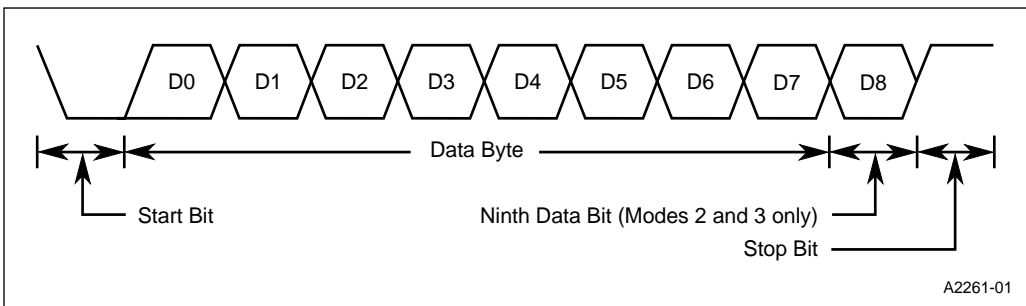 D0 D1 D2 D3 D4 D5 D6 D7 D8
Data Byte
Start Bit
Ninth Data Bit (Modes 2 and 3 only)
Stop Bit
A2261-01